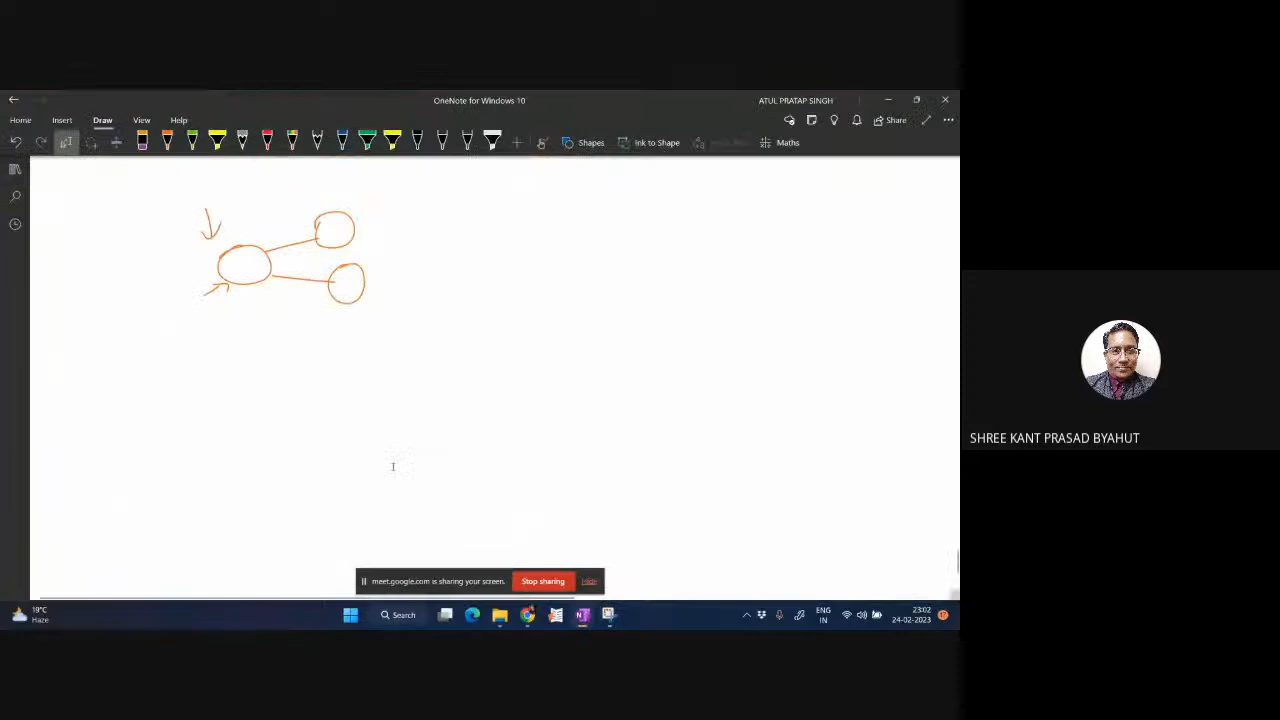 OneNote for Windows 10
ATUL PRATAP SINGH
Home Insert Draw View Help
Share
Shapes Ink to Shape Maths
SHREE KANT PRASAD BYAHUT
meet.google.com is sharing your screen. Stop sharing Hide
19°C
Haze
Search
ENG
IN
23:02
24-02-2023